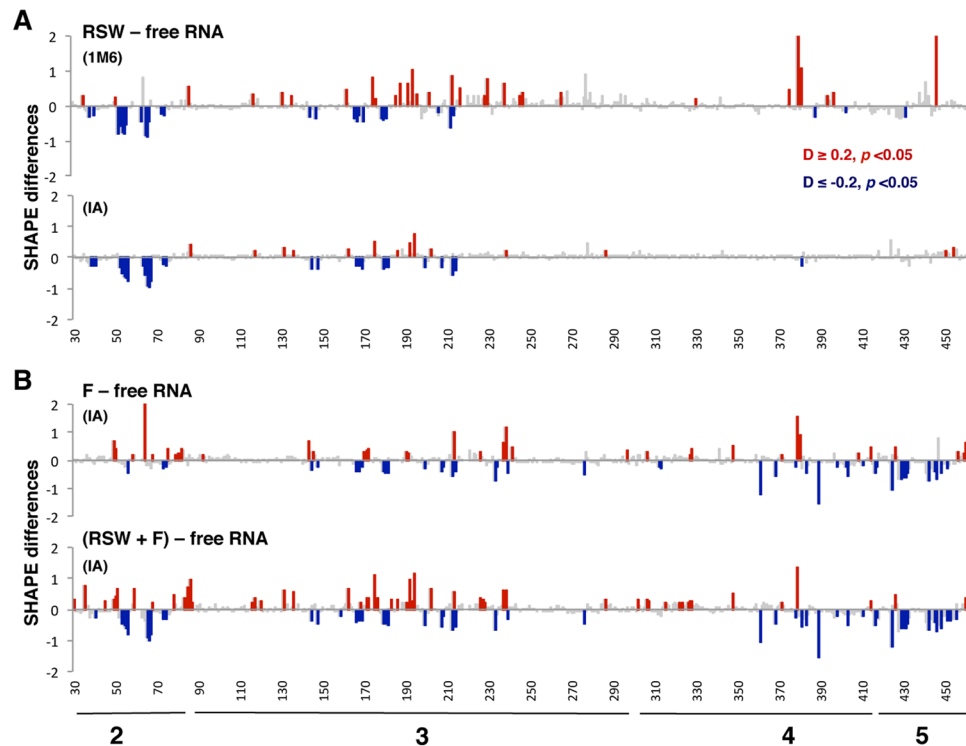 A
RSW – free RNA
(1M6)
SHAPE differences
2
1
0
-1
-2
D ≥ 0.2, p <0.05
D ≤ -0.2, p <0.05
(IA)
2
1
0
-1
-2
30 50 70 90 110 130 150 170 190 210 230 250 270 290 310 330 350 370 390 410 430 450
B
F – free RNA
(IA)
SHAPE differences
2
1
0
-1
-2
(RSW + F) – free RNA
(IA)
2
1
0
-1
-2
30 50 70 90 110 130 150 170 190 210 230 250 270 290 310 330 350 370 390 410 430 450
2 3 4 5